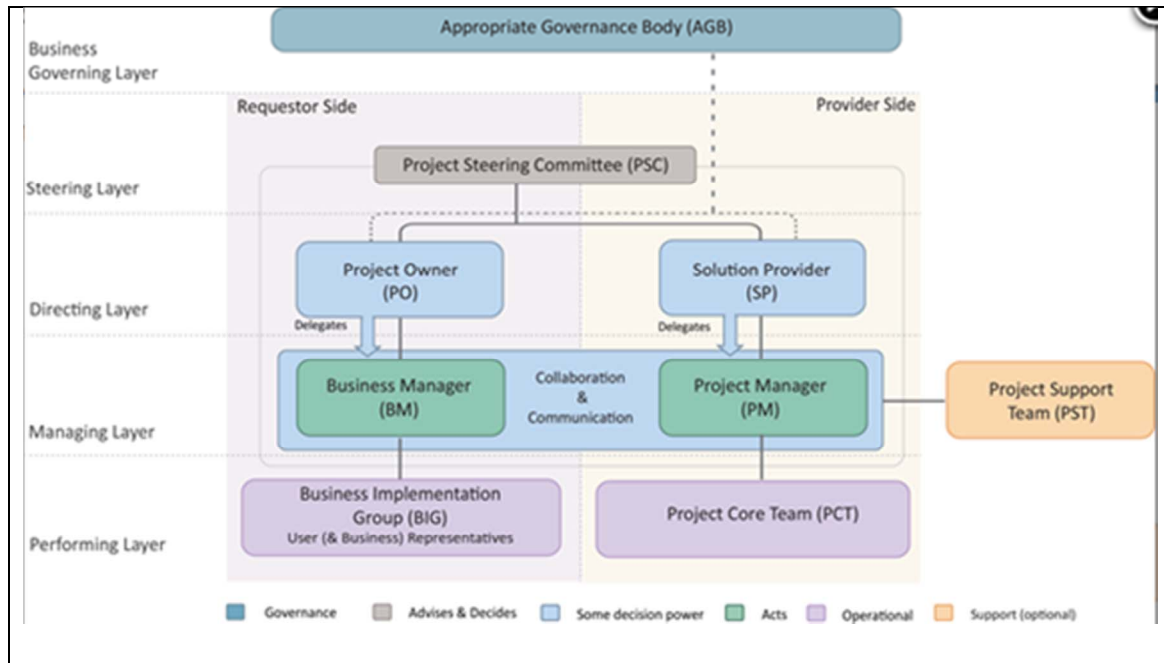 Appropriate Governance Body (AGB)
Business
Governing Layer
Requestor Side
Provider Side
Project Steering Committee (PSC)
Steering Layer
Project Owner
(PO)
Solution Provider
(SP)
Directing Layer
Delegates
Delegates
Business Manager
(BM)
Collaboration
&
Communication
Project Manager
(PM)
Project Support
Team (PST)
Managing Layer
Business Implementation
Group (BIG)
User (& Business) Representatives
Project Core Team (PCT)
Performing Layer
Governance
Advises & Decides
Some decision power
Acts
Operational
Support (optional)